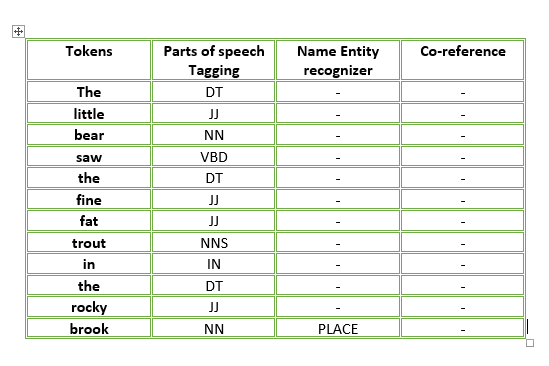 Tokens Parts of speech Tagging Name Entity recognizer Co-reference
The DT - -
little JJ - -
bear NN - -
saw VBD - -
the DT - -
fine JJ - -
fat JJ - -
trout NNS - -
in IN - -
the DT - -
rocky JJ - -
brook NN PLACE -